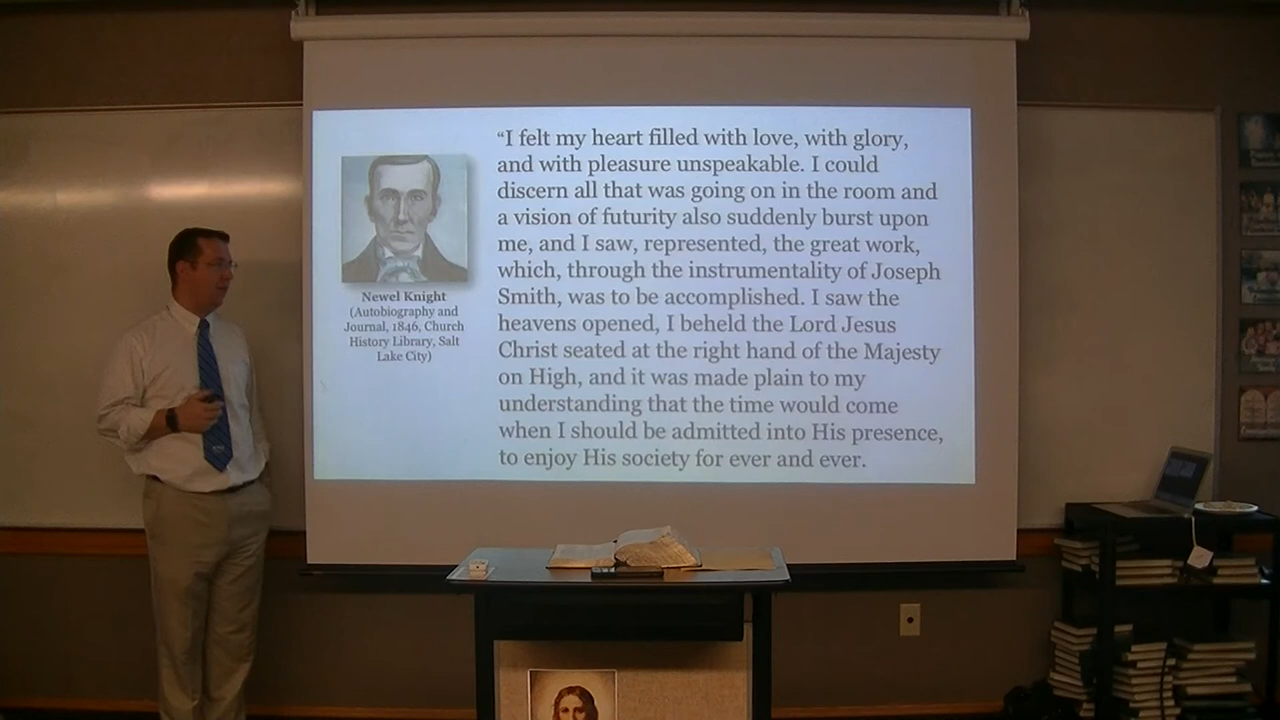 Newel Knight
(Autobiography and
Journal, 1846, Church
History Library, Salt
Lake City)
“I felt my heart filled with love, with glory,
and with pleasure unspeakable. I could
discern all that was going on in the room and
a vision of futurity also suddenly burst upon
me, and I saw, represented, the great work,
which, through the instrumentality of Joseph
Smith, was to be accomplished. I saw the
heavens opened, I beheld the Lord Jesus
Christ seated at the right hand of the Majesty
on High, and it was made plain to my
understanding that the time would come
when I should be admitted into His presence,
to enjoy His society for ever and ever.